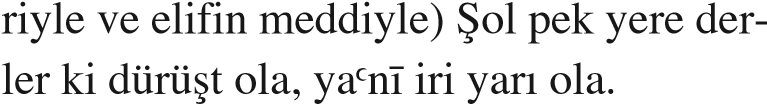 riyle ve elifin meddiyle) Şol pek yere der-
ler ki dürüşt ola, yaʿnī iri yarı ola.